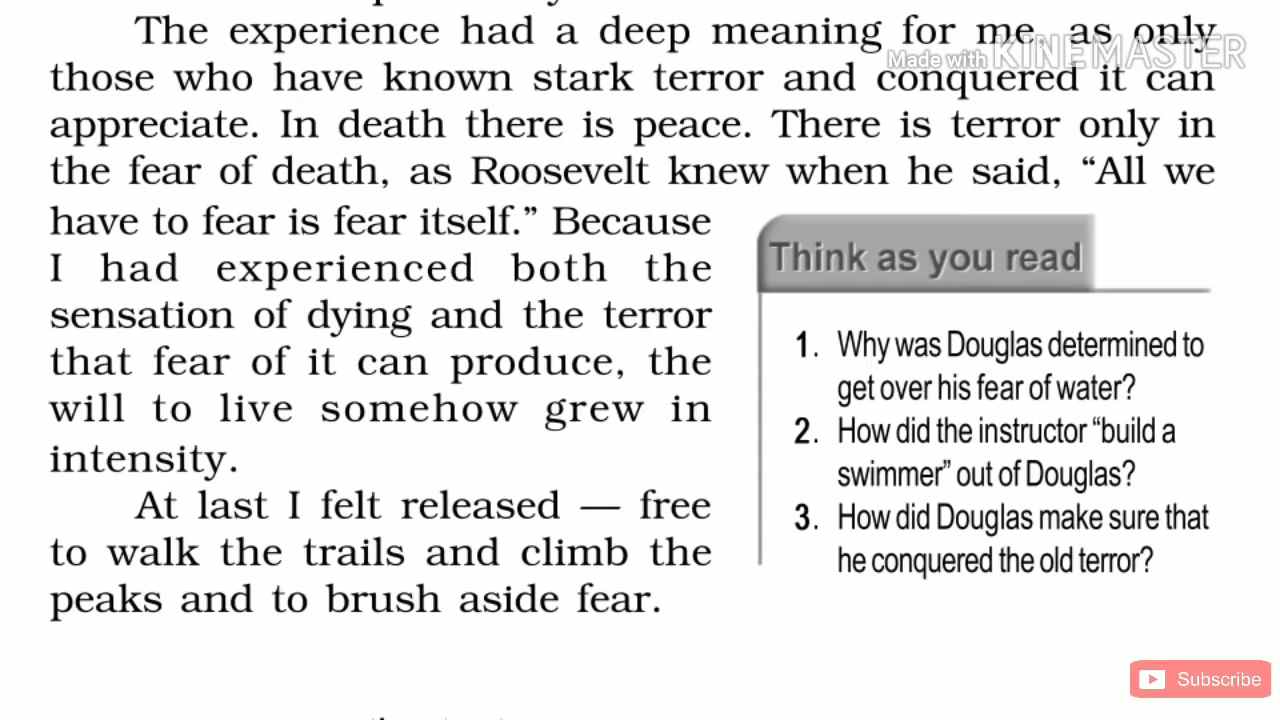 The experience had a deep meaning for me, as only
Made with KINEMASTER
those who have known stark terror and conquered it can
appreciate. In death there is peace. There is terror only in
the fear of death, as Roosevelt knew when he said, “All we
have to fear is fear itself.” Because
I had experienced both the
sensation of dying and the terror
that fear of it can produce, the
will to live somehow grew in
intensity.
At last I felt released — free
to walk the trails and climb the
peaks and to brush aside fear.
Think as you read
1. Why was Douglas determined to
get over his fear of water?
2. How did the instructor “build a
swimmer” out of Douglas?
3. How did Douglas make sure that
he conquered the old terror?
Subscribe